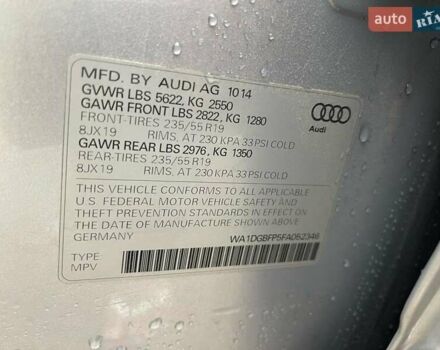 auto RIA
MFD. BY AUDI AG 10 14
GVWR LBS 5622, KG 2550
GAWR FRONT LBS 2822, KG 1280
FRONT-TIRES 235/55 R19
8JX19 RIMS, AT 230 KPA 33 PSI COLD
GAWR REAR LBS 2976, KG 1350
REAR-TIRES 235/55 R19
8JX19 RIMS, AT 230 KPA 33 PSI COLD
Audi
THIS VEHICLE CONFORMS TO ALL APPLICABLE
U.S. FEDERAL MOTOR VEHICLE SAFETY AND
THEFT PREVENTION STANDARDS IN EFFECT ON
THE DATE OF MANUFACTURE SHOWN ABOVE
GERMANY
WA1DGBFP5FA052346
TYPE:
MPV